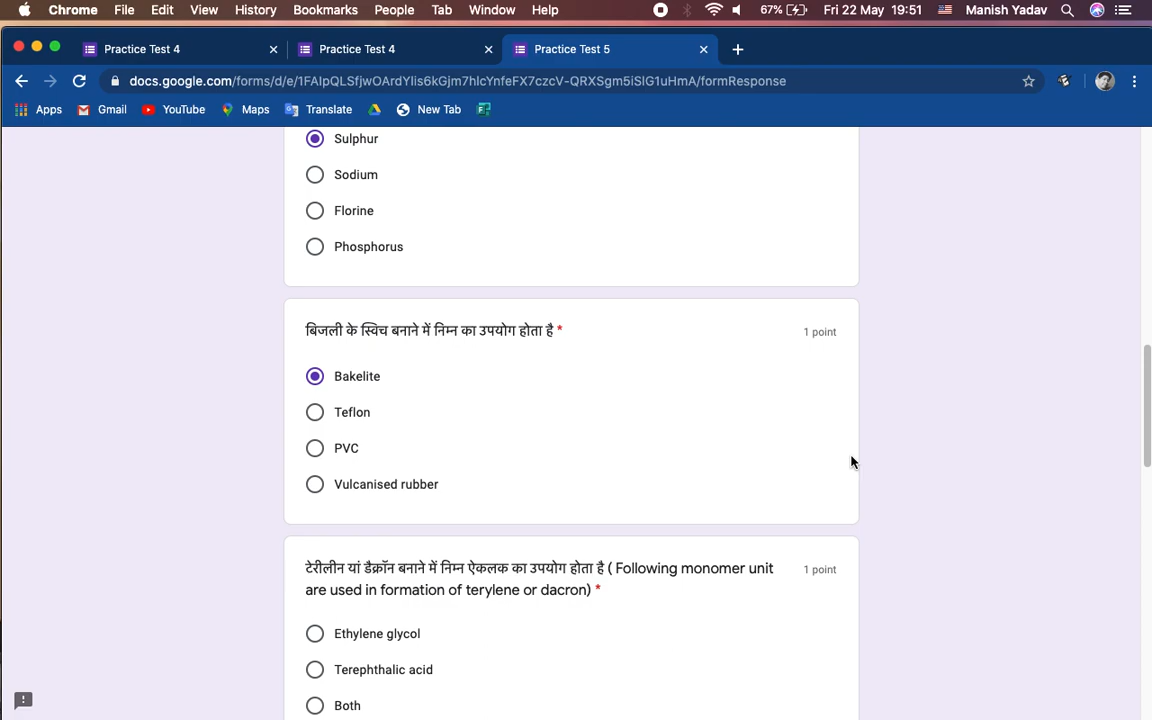 Chrome File Edit View History Bookmarks People Tab Window Help 67% Fri 22 May 19:51 Manish Yadav
Practice Test 4 Practice Test 4 Practice Test 5
docs.google.com/forms/d/e/1FAIpQLSfjwOArdYlis6kGjm7hlcYnfeFX7czcV-QRXSgm5iSIG1uHmA/formResponse
Apps Gmail YouTube Maps Translate New Tab
Sulphur
Sodium
Florine
Phosphorus
बिजली के स्विच बनाने में निम्न का उपयोग होता है * 1 point
Bakelite
Teflon
PVC
Vulcanised rubber
टेरीलीन यां डैक्रॉन बनाने में निम्न ऐकलक का उपयोग होता है ( Following monomer unit 1 point
are used in formation of terylene or dacron) *
Ethylene glycol
Terephthalic acid
Both